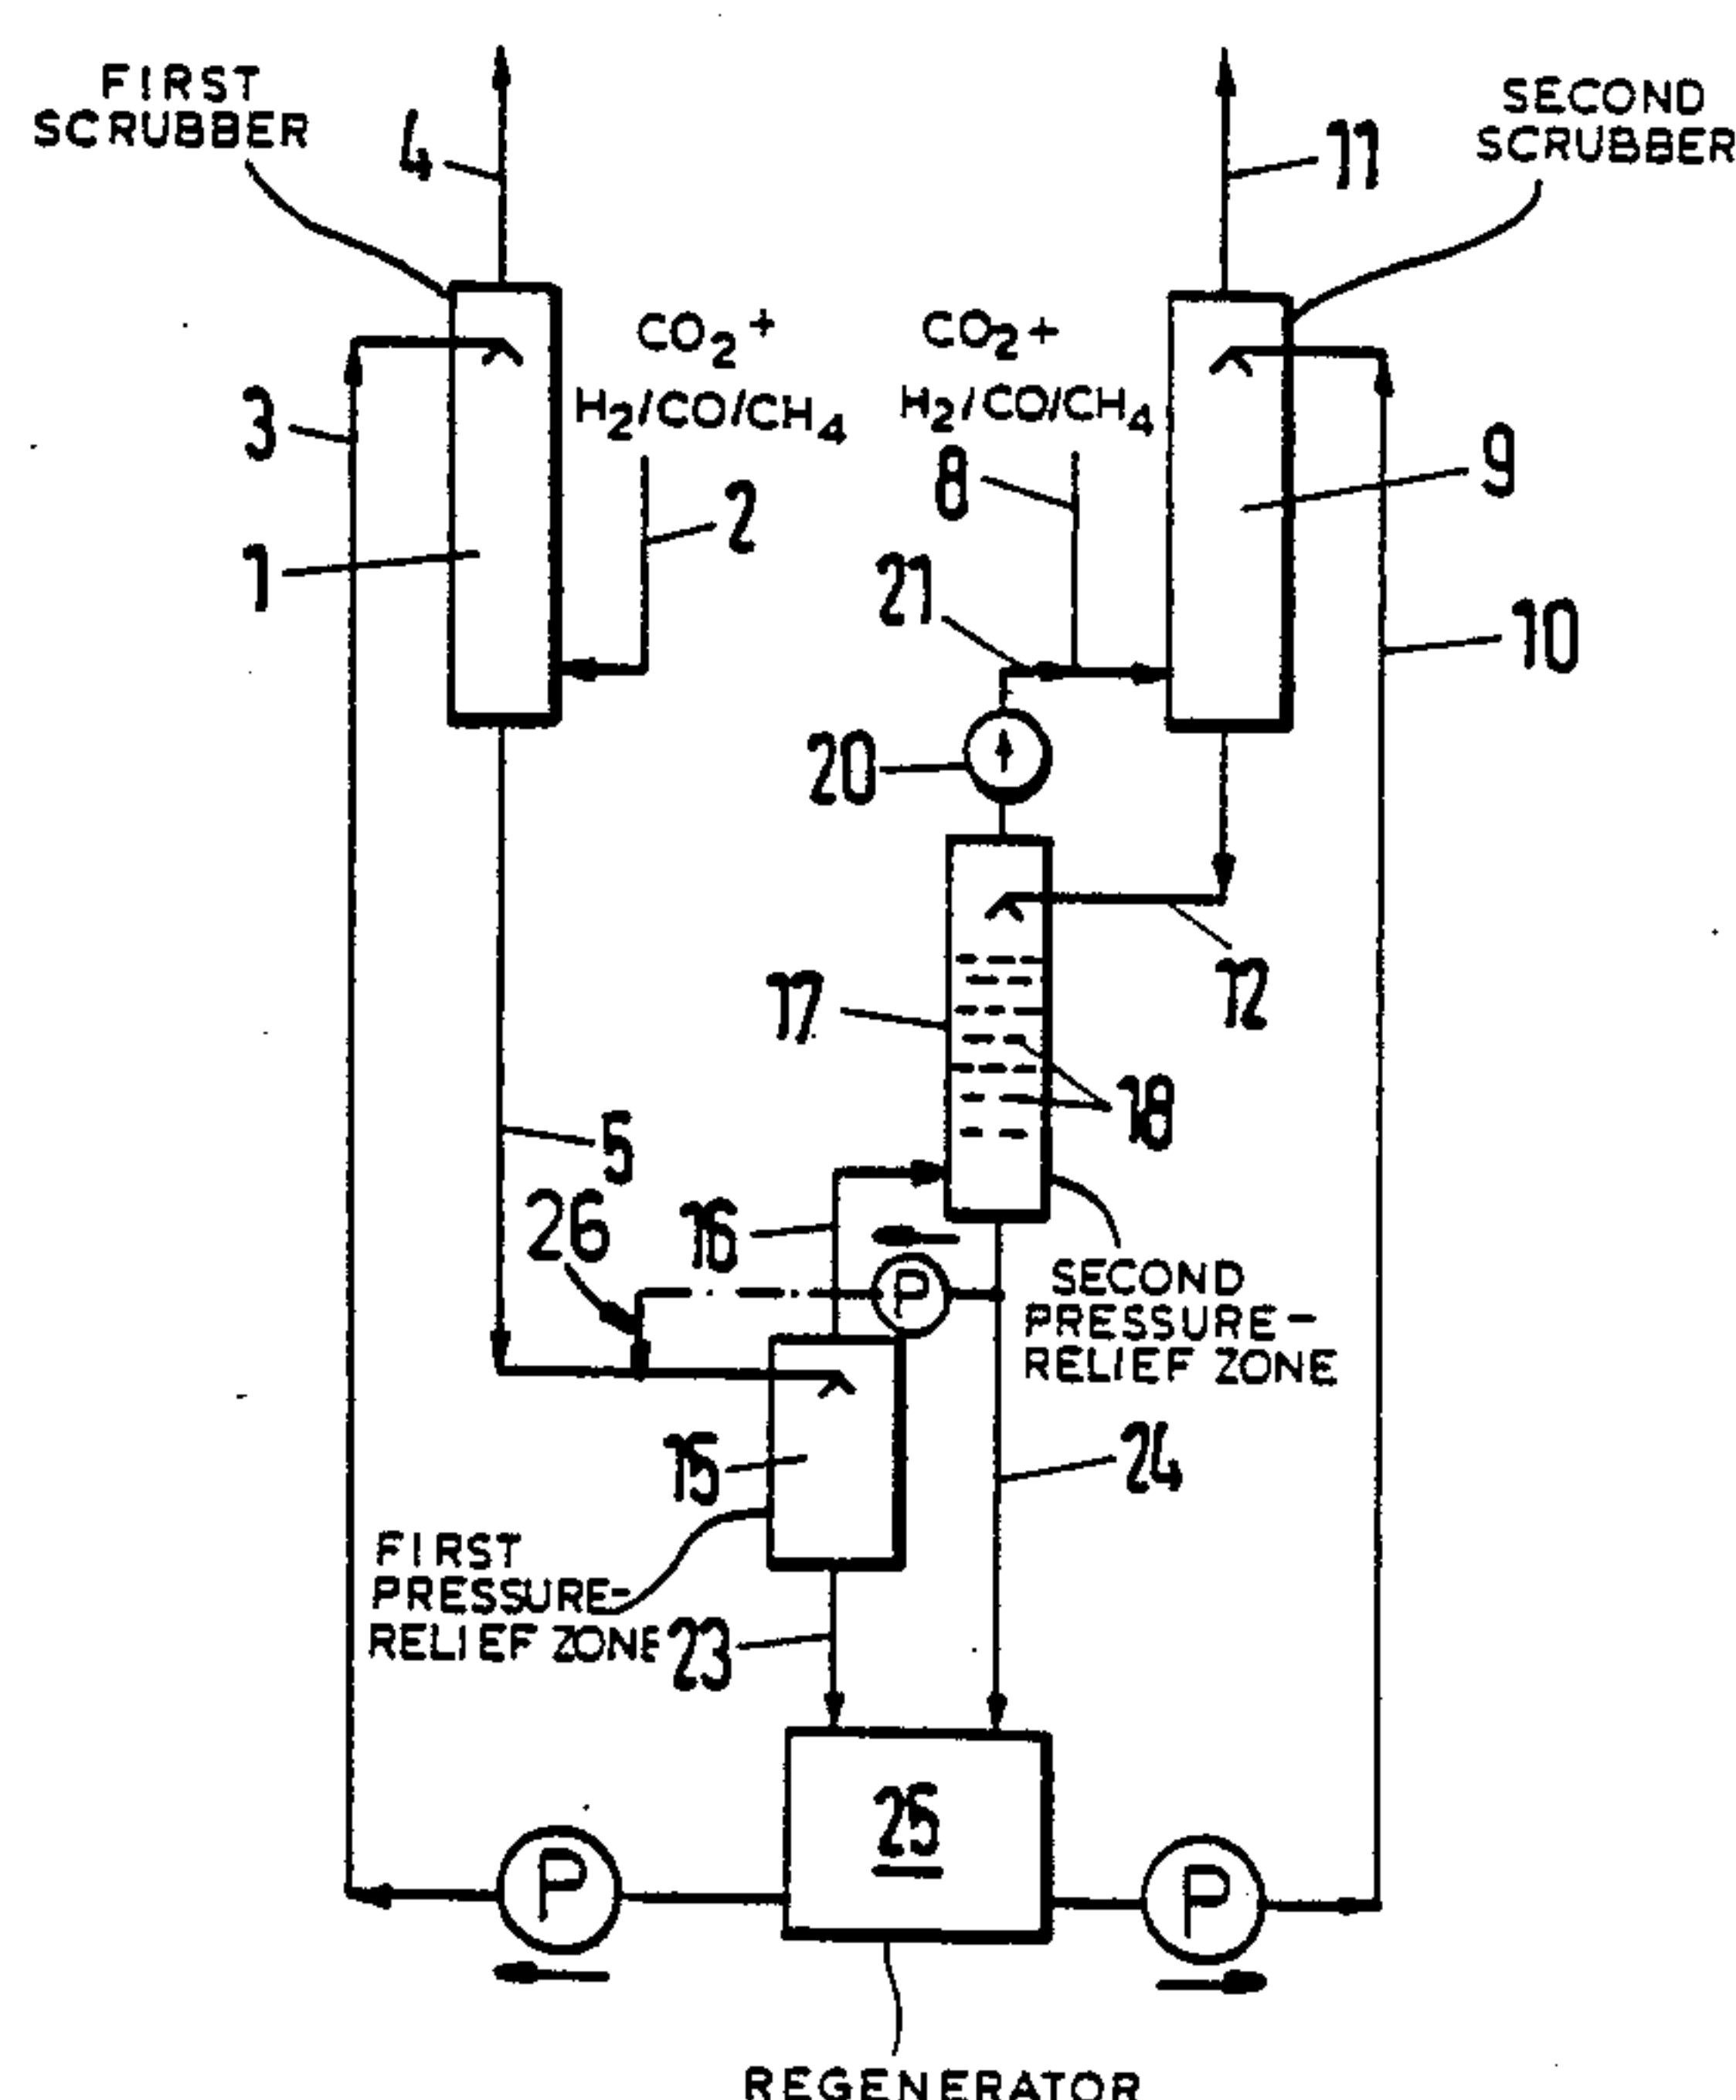 FIRST
SCRUBBER
4
11
SECOND
SCRUBBER
CO2+
H2/CO/CH4
CO2+
H2/CO/CH4
3
2
8
9
1
21
10
20
12
17
18
5
26
16
P
SECOND
PRESSURE-
RELIEF ZONE
15
24
FIRST
PRESSURE-
RELIEF ZONE
23
25
P
P
REGENERATOR